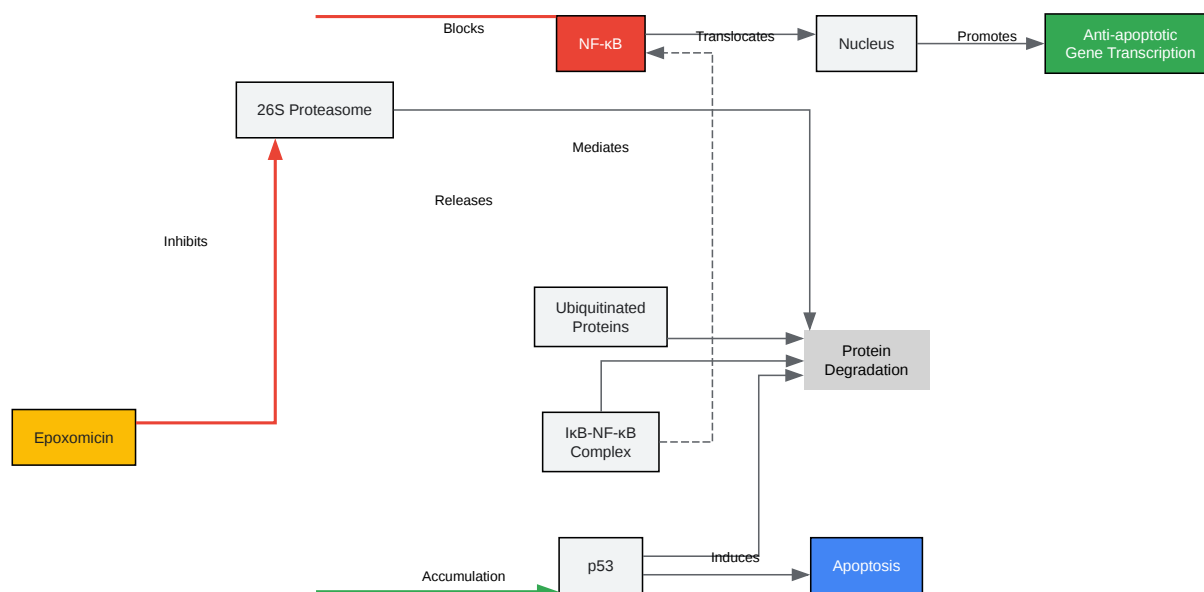 Blocks
NF-κB
Translocates
Nucleus
Promotes
Anti-apoptotic
Gene Transcription
26S Proteasome
Mediates
Releases
Inhibits
Ubiquitinated
Proteins
Protein
Degradation
Epoxomicin
IκB-NF-κB
Complex
p53
Induces
Apoptosis
Accumulation